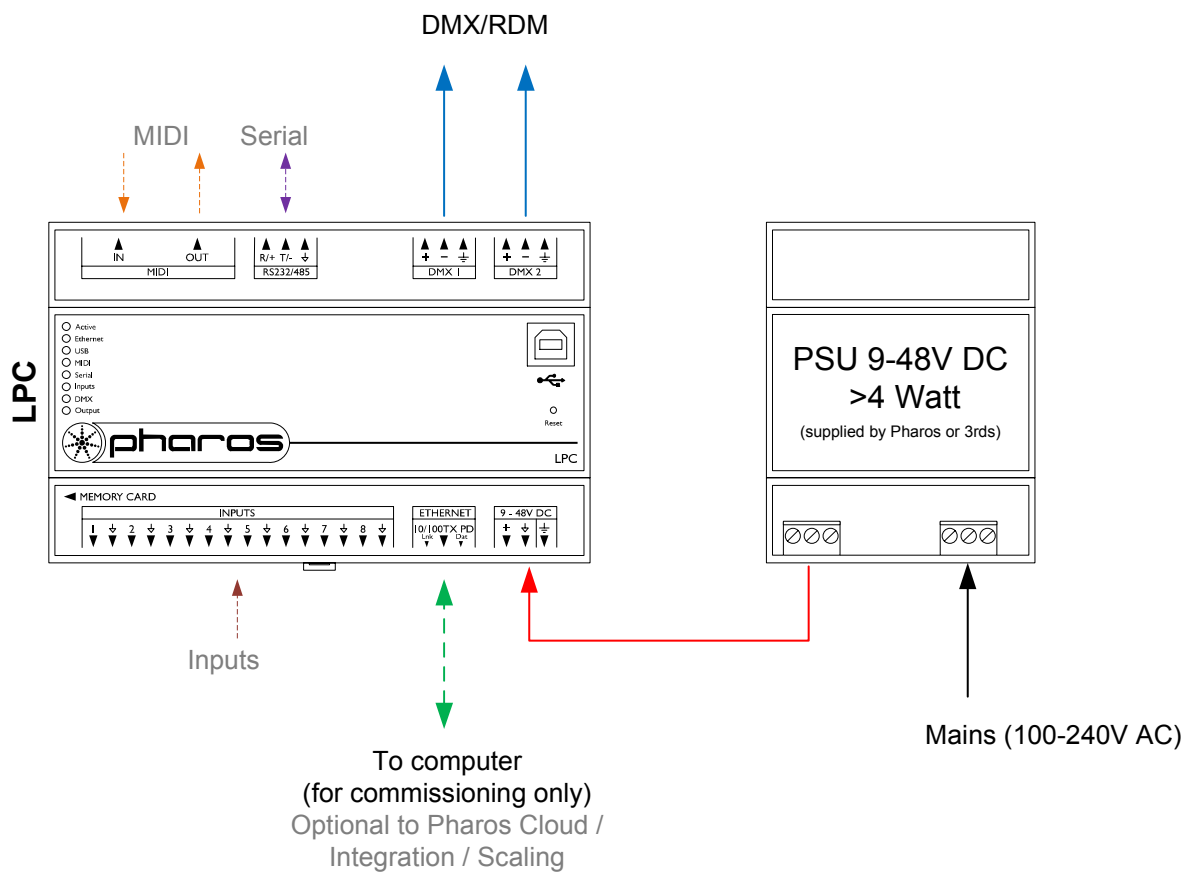 DMX/RDM
MIDI
Serial
IN
OUT
MIDI
R/+ T/-
RS232/485
+ -
DMX 1
+ -
DMX 2
LPC
Active
Ethernet
USB
MIDI
Serial
Inputs
DMX
Output
Reset
pharos
LPC
MEMORY CARD
INPUTS
1 2 3 4 5 6 7 8
ETHERNET
10/100TX PD
Lnk Dat
9 - 48V DC
+
PSU 9-48V DC
>4 Watt
(supplied by Pharos or 3rds)
Inputs
To computer
(for commissioning only)
Optional to Pharos Cloud /
Integration / Scaling
Mains (100-240V AC)